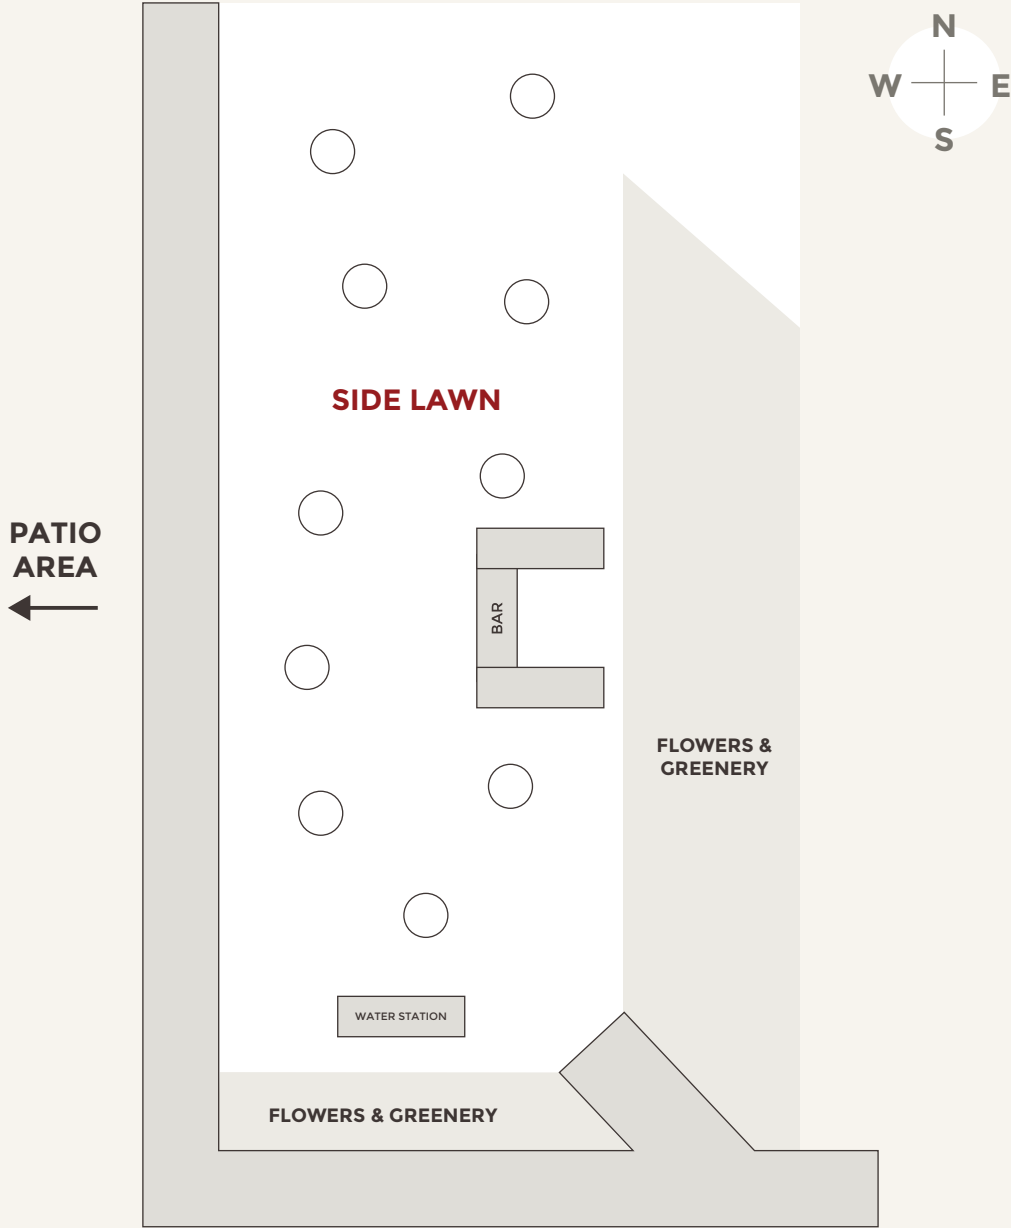 N
W E
S
SIDE LAWN
PATIO
AREA
BAR
FLOWERS &
GREENERY
WATER STATION
FLOWERS & GREENERY